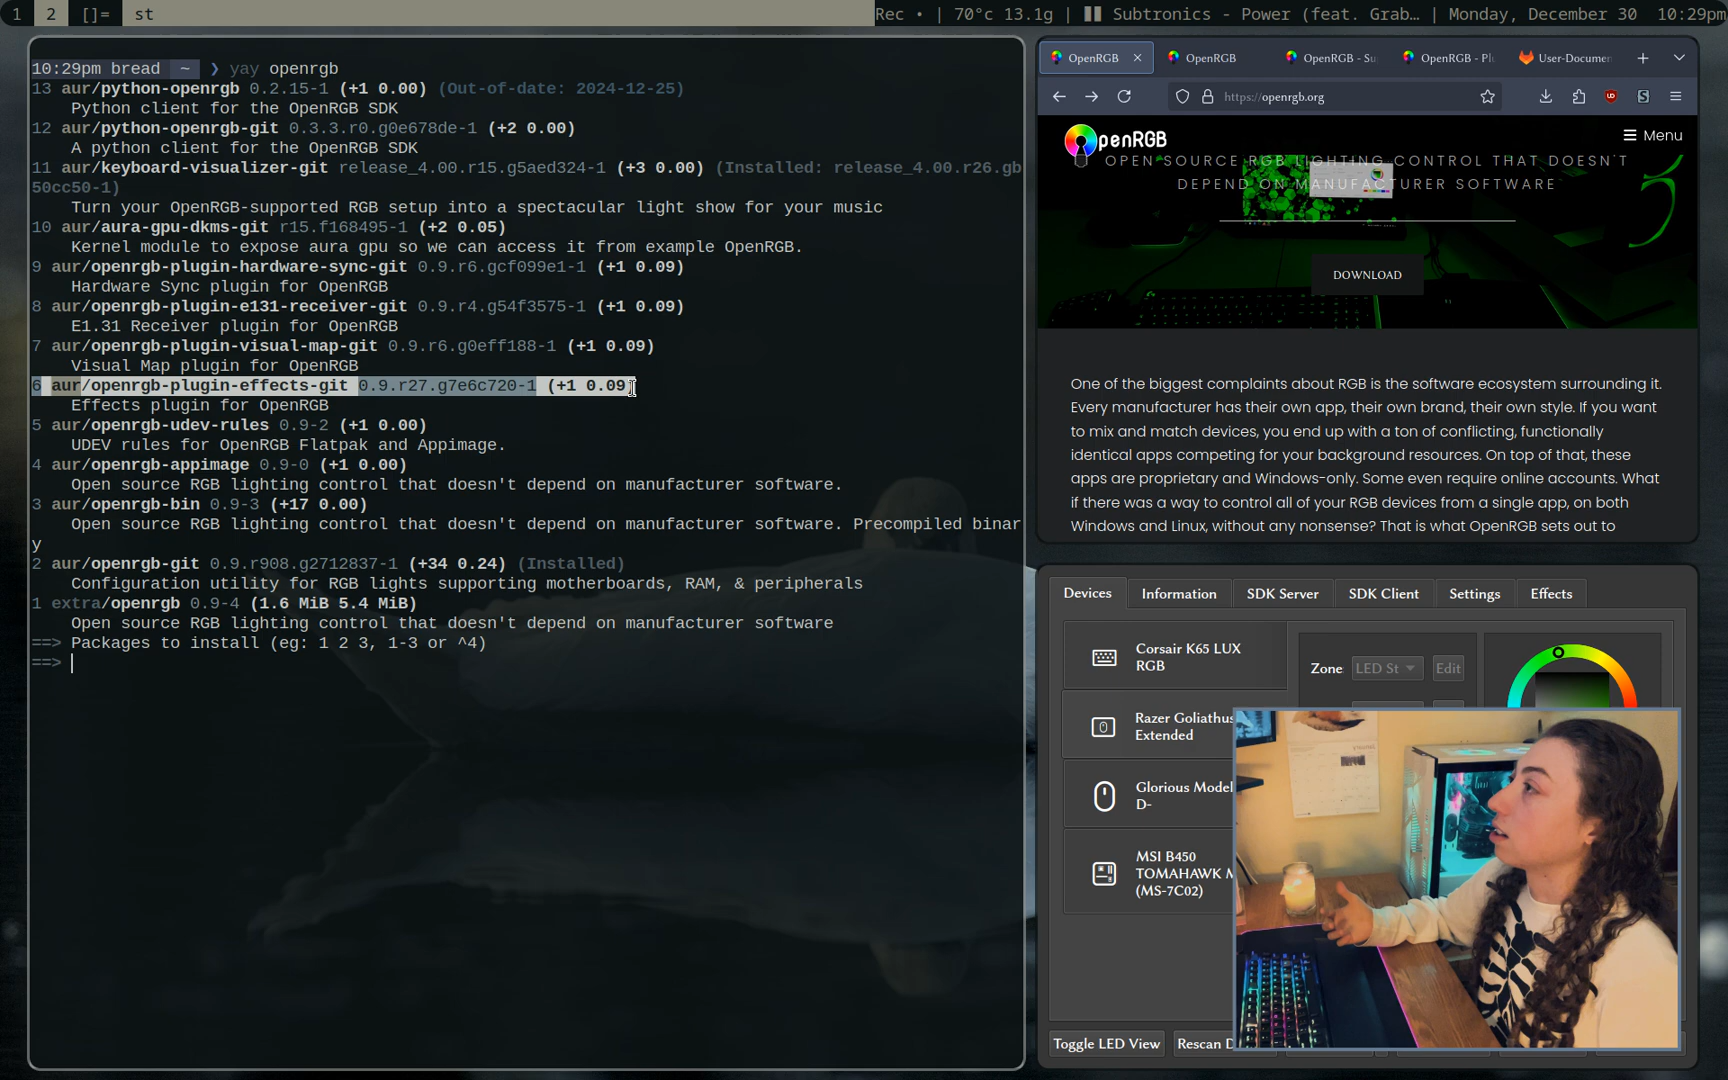 1 2 []= st Rec • | 70°c 13.1g | Subtronics - Power (feat. Grab… | Monday, December 30 10:29pm
10:29pm bread ~ ❯ yay openrgb
13 aur/python-openrgb 0.2.15-1 (+1 0.00) (Out-of-date: 2024-12-25)
Python client for the OpenRGB SDK
12 aur/python-openrgb-git 0.3.3.r0.g0e678de-1 (+2 0.00)
A python client for the OpenRGB SDK
11 aur/keyboard-visualizer-git release_4.00.r15.g5aed324-1 (+3 0.00) (Installed: release_4.00.r26.gb
50cc50-1)
Turn your OpenRGB-supported RGB setup into a spectacular light show for your music
10 aur/aura-gpu-dkms-git r15.f168495-1 (+2 0.05)
Kernel module to expose aura gpu so we can access it from example OpenRGB.
9 aur/openrgb-plugin-hardware-sync-git 0.9.r6.gcf099e1-1 (+1 0.09)
Hardware Sync plugin for OpenRGB
8 aur/openrgb-plugin-e131-receiver-git 0.9.r4.g54f3575-1 (+1 0.09)
E1.31 Receiver plugin for OpenRGB
7 aur/openrgb-plugin-visual-map-git 0.9.r6.g0eff188-1 (+1 0.09)
Visual Map plugin for OpenRGB
6 aur/openrgb-plugin-effects-git 0.9.r27.g7e6c720-1 (+1 0.09)
Effects plugin for OpenRGB
5 aur/openrgb-udev-rules 0.9-2 (+1 0.00)
UDEV rules for OpenRGB Flatpak and Appimage.
4 aur/openrgb-appimage 0.9-0 (+1 0.00)
Open source RGB lighting control that doesn't depend on manufacturer software.
3 aur/openrgb-bin 0.9-3 (+17 0.00)
Open source RGB lighting control that doesn't depend on manufacturer software. Precompiled binar
y
2 aur/openrgb-git 0.9.r908.g2712837-1 (+34 0.24) (Installed)
Configuration utility for RGB lights supporting motherboards, RAM, & peripherals
1 extra/openrgb 0.9-4 (1.6 MiB 5.4 MiB)
Open source RGB lighting control that doesn't depend on manufacturer software
==> Packages to install (eg: 1 2 3, 1-3 or ^4)
==>
OpenRGB OpenRGB OpenRGB - Su OpenRGB - Plu User-Documen
https://openrgb.org
penRGB Menu
OPEN SOURCE RGB LIGHTING CONTROL THAT DOESN'T
DEPEND ON MANUFACTURER SOFTWARE
DOWNLOAD
One of the biggest complaints about RGB is the software ecosystem surrounding it.
Every manufacturer has their own app, their own brand, their own style. If you want
to mix and match devices, you end up with a ton of conflicting, functionally
identical apps competing for your background resources. On top of that, these
apps are proprietary and Windows-only. Some even require online accounts. What
if there was a way to control all of your RGB devices from a single app, on both
Windows and Linux, without any nonsense? That is what OpenRGB sets out to
Devices Information SDK Server SDK Client Settings Effects
Corsair K65 LUX
RGB
Zone LED St Edit
Razer Goliathus
Extended
Glorious Model
D-
MSI B450
TOMAHAWK M
(MS-7C02)
Toggle LED View Rescan D